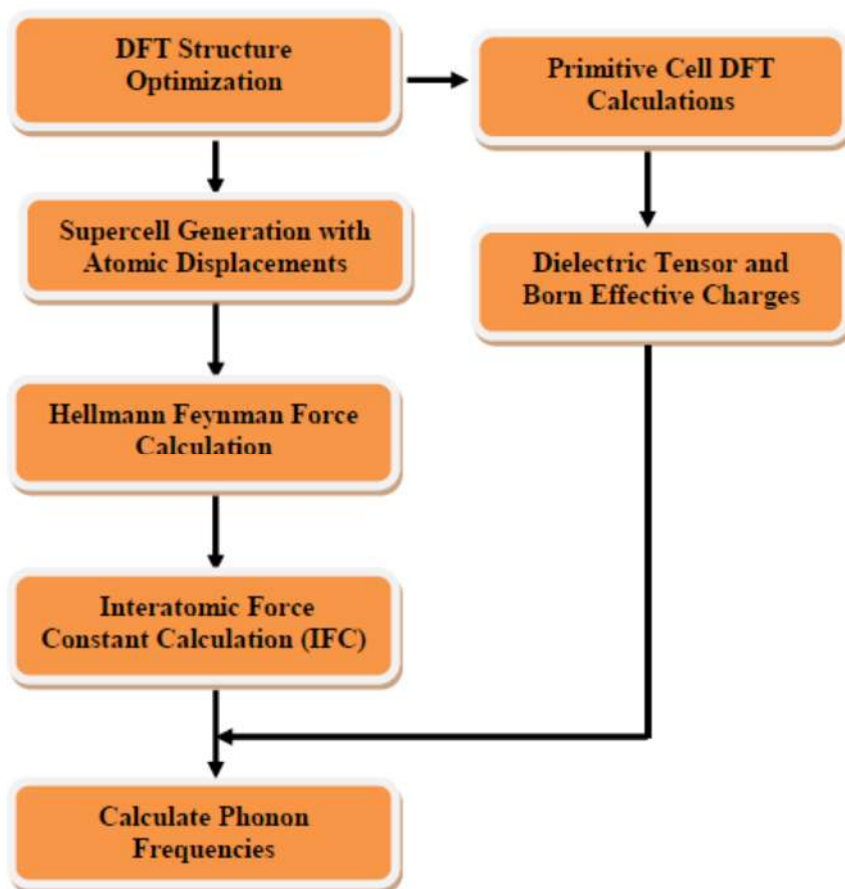 DFT Structure
Optimization
Primitive Cell DFT
Calculations
Supercell Generation with
Atomic Displacements
Dielectric Tensor and
Born Effective Charges
Hellmann Feynman Force
Calculation
Interatomic Force
Constant Calculation (IFC)
Calculate Phonon
Frequencies